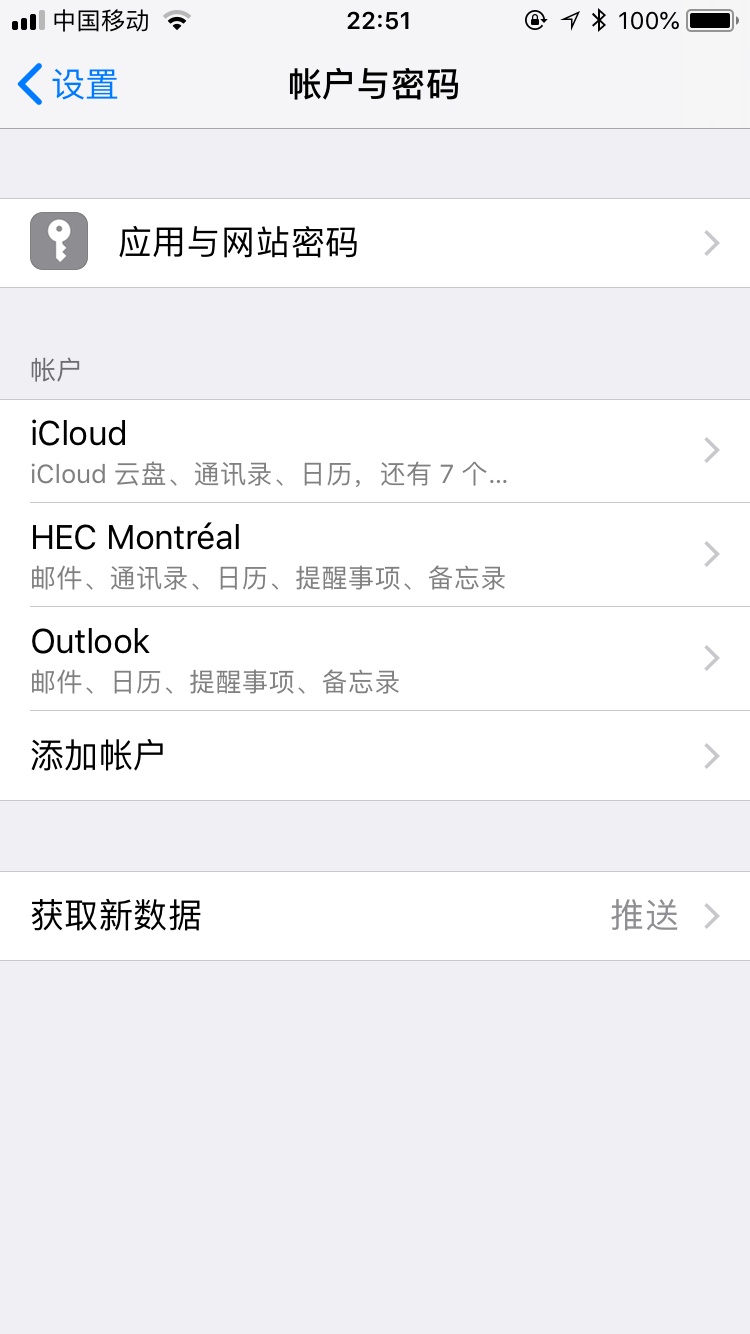 中国移动 22:51 100%
设置 帐户与密码
应用与网站密码
帐户
iCloud
iCloud 云盘、通讯录、日历，还有 7 个...
HEC Montréal
邮件、通讯录、日历、提醒事项、备忘录
Outlook
邮件、日历、提醒事项、备忘录
添加帐户
获取新数据 推送